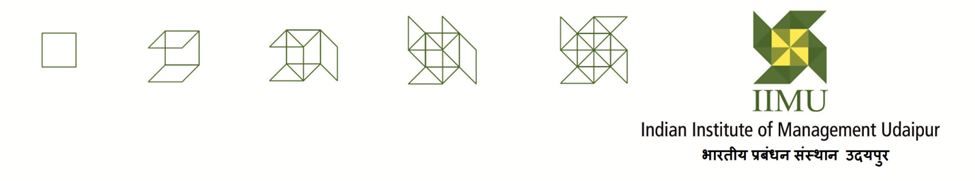 IIMU
Indian Institute of Management Udaipur
भारतीय प्रबंधन संस्थान उदयपुर